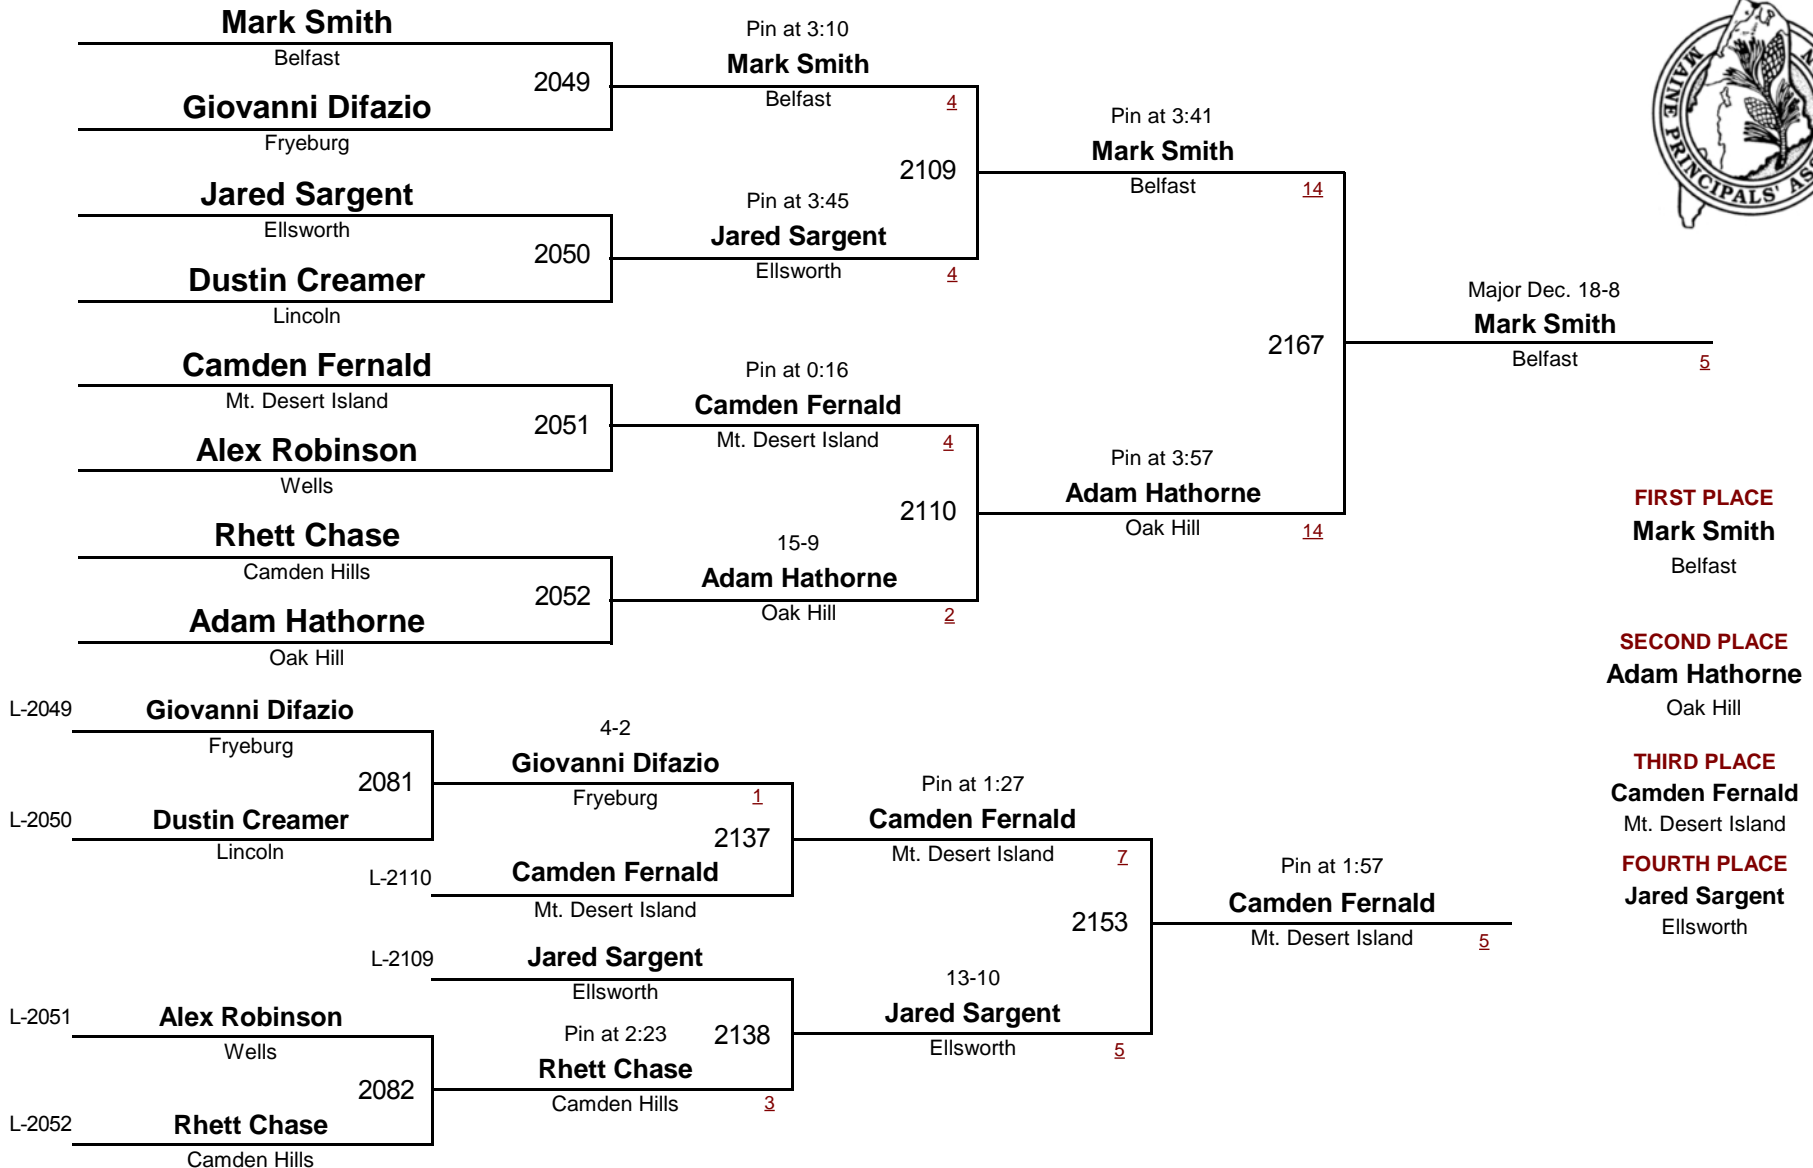 Mark Smith
Belfast
2049
Giovanni Difazio
Fryeburg
Jared Sargent
Ellsworth
2050
Dustin Creamer
Lincoln
Camden Fernald
Mt. Desert Island
2051
Alex Robinson
Wells
Rhett Chase
Camden Hills
2052
Adam Hathorne
Oak Hill
Pin at 3:10
Mark Smith
Belfast
4
2109
Pin at 3:45
Jared Sargent
Ellsworth
4
Pin at 0:16
Camden Fernald
Mt. Desert Island
4
2110
15-9
Adam Hathorne
Oak Hill
2
Pin at 3:41
Mark Smith
Belfast
14
2167
Pin at 3:57
Adam Hathorne
Oak Hill
14
Major Dec. 18-8
Mark Smith
Belfast
5
MAINE PRINCIPALS'
FIRST PLACE
Mark Smith
Belfast
SECOND PLACE
Adam Hathorne
Oak Hill
THIRD PLACE
Camden Fernald
Mt. Desert Island
FOURTH PLACE
Jared Sargent
Ellsworth
L-2049
Giovanni Difazio
Fryeburg
2081
L-2050
Dustin Creamer
Lincoln
4-2
Giovanni Difazio
Fryeburg
1
2137
L-2110
Camden Fernald
Mt. Desert Island
L-2109
Jared Sargent
Ellsworth
2138
Pin at 2:23
Rhett Chase
Camden Hills
3
L-2051
Alex Robinson
Wells
2082
L-2052
Rhett Chase
Camden Hills
Pin at 1:27
Camden Fernald
Mt. Desert Island
7
2153
13-10
Jared Sargent
Ellsworth
5
Pin at 1:57
Camden Fernald
Mt. Desert Island
5